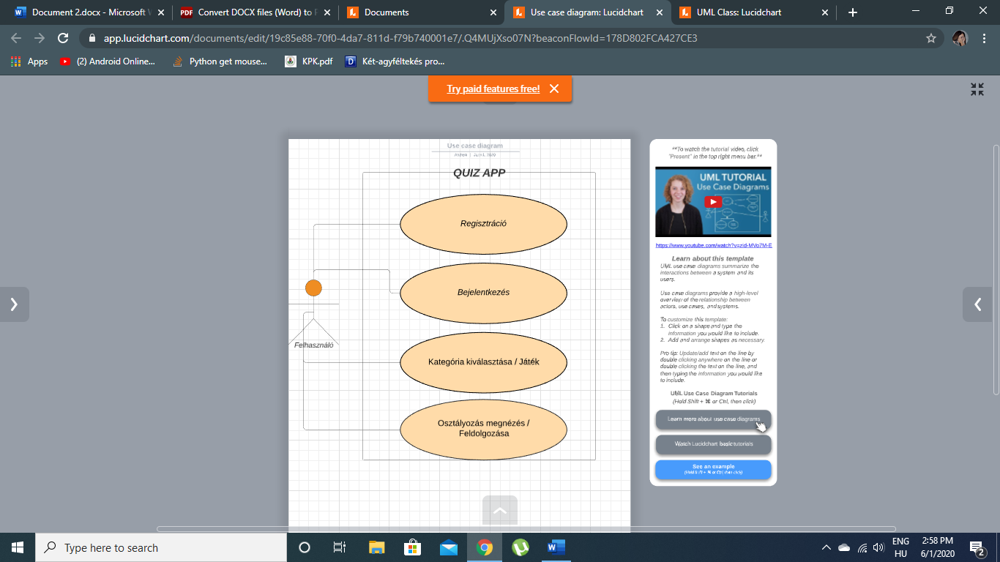 Document 2.docx - Microsoft W
Convert DOCX files (Word) to P
Documents
Use case diagram: Lucidchart
UML Class: Lucidchart
app.lucidchart.com/documents/edit/19c85e88-70f0-4da7-811d-f79b740001e7/.Q4MUjXso07N?beaconFlowId=178D802FCA427CE3
Apps
(2) Android Online...
Python get mouse...
KPK.pdf
Két-agyféltekés pro...
Try paid features free!
Use case diagram
QUIZ APP
Regisztráció
Bejelentkezés
Felhasználó
Kategória kiválasztása / Játék
Osztályozás megnézés /
Feldolgozása
**To watch the tutorial video, click
"Present" in the top right menu bar.**
UML TUTORIAL
Use Case Diagrams
https://www.youtube.com/watch?v=zid-MVo7M-E
Learn about this template
UML use case diagrams summarize the
interactions between a system and its
users.
Use case diagrams provide a high-level
overview of the relationship between
actors, use cases, and systems.
To customize this template:
1. Click on a shape and type the
information you would like to include.
2. Add and arrange shapes as necessary.
Pro tip: Update/add text on the line by
double clicking anywhere on the line or
double clicking the text on the line, and
then typing the information you would like
to include.
UML Use Case Diagram Tutorials
(Hold Shift + ⌘ or Ctrl, then click)
Learn more about use case diagrams
Watch Lucidchart basic tutorials
See an example
(Hold Shift + ⌘ or Ctrl, then click)
Type here to search
ENG
HU
2:58 PM
6/1/2020
2